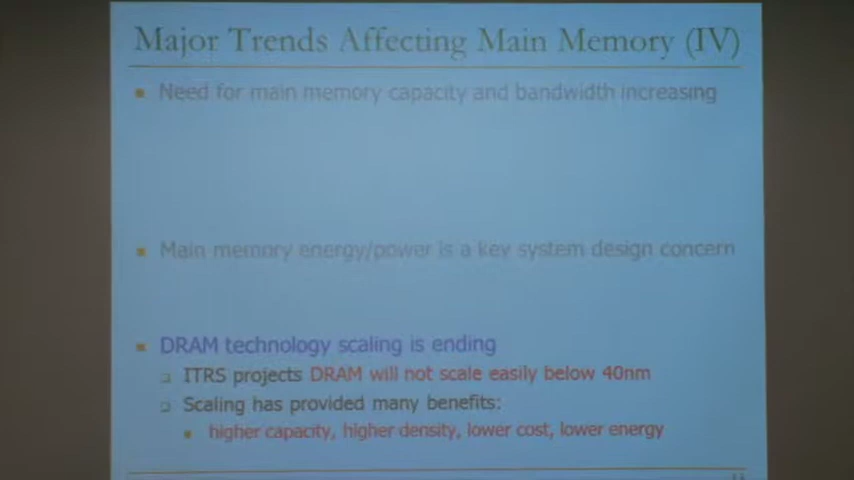 Major Trends Affecting Main Memory (IV)
Need for main memory capacity and bandwidth increasing
Main memory energy/power is a key system design concern
DRAM technology scaling is ending
ITRS projects DRAM will not scale easily below 40nm
Scaling has provided many benefits:
higher capacity, higher density, lower cost, lower energy